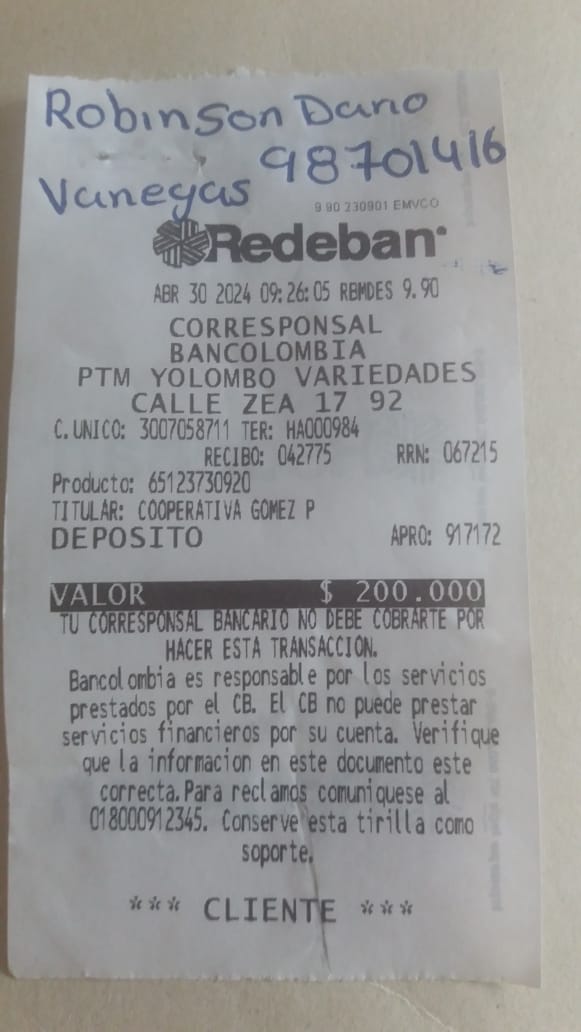 Robinson Dario
98701416
Vanegas
9 90 230901 EMVCO
Redeban
ABR 30 2024 09:26:05 RBMDES 9.90
CORRESPONSAL
BANCOLOMBIA
PTM YOLOMBO VARIEDADES
CALLE ZEA 17 92
C.UNICO: 3007058711 TER: HA000984
RECIBO: 042775 RRN: 067215
Producto: 65123730920
TITULAR: COOPERATIVA GOMEZ P
DEPOSITO APRO: 917172
VALOR $ 200.000
TU CORRESPONSAL BANCARIO NO DEBE COBRARTE POR
HACER ESTA TRANSACCION.
Bancolombia es responsable por los servicios
prestados por el CB. El CB no puede prestar
servicios financieros por su cuenta. Verifique
que la informacion en este documento este
correcta.Para reclamos comuniquese al
018000912345. Conserve esta tirilla como
soporte.
*** CLIENTE ***